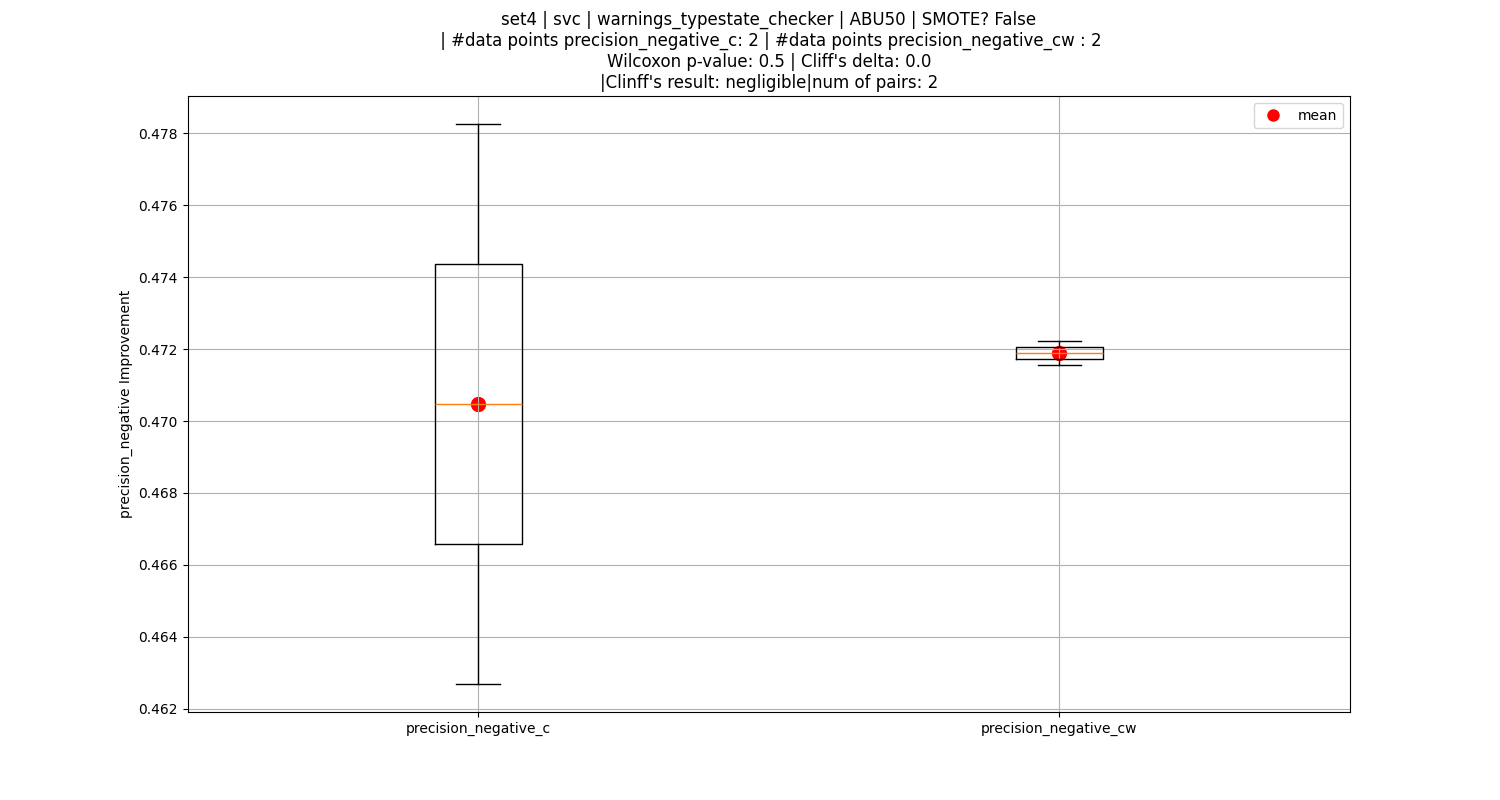 set4 | svc | warnings_typestate_checker | ABU50 | SMOTE? False
| #data points precision_negative_c: 2 | #data points precision_negative_cw : 2
Wilcoxon p-value: 0.5 | Cliff's delta: 0.0
|Clinff's result: negligible|num of pairs: 2
mean
0.478
0.476
0.474
0.472
0.470
0.468
0.466
0.464
0.462
precision_negative Improvement
precision_negative_c
precision_negative_cw